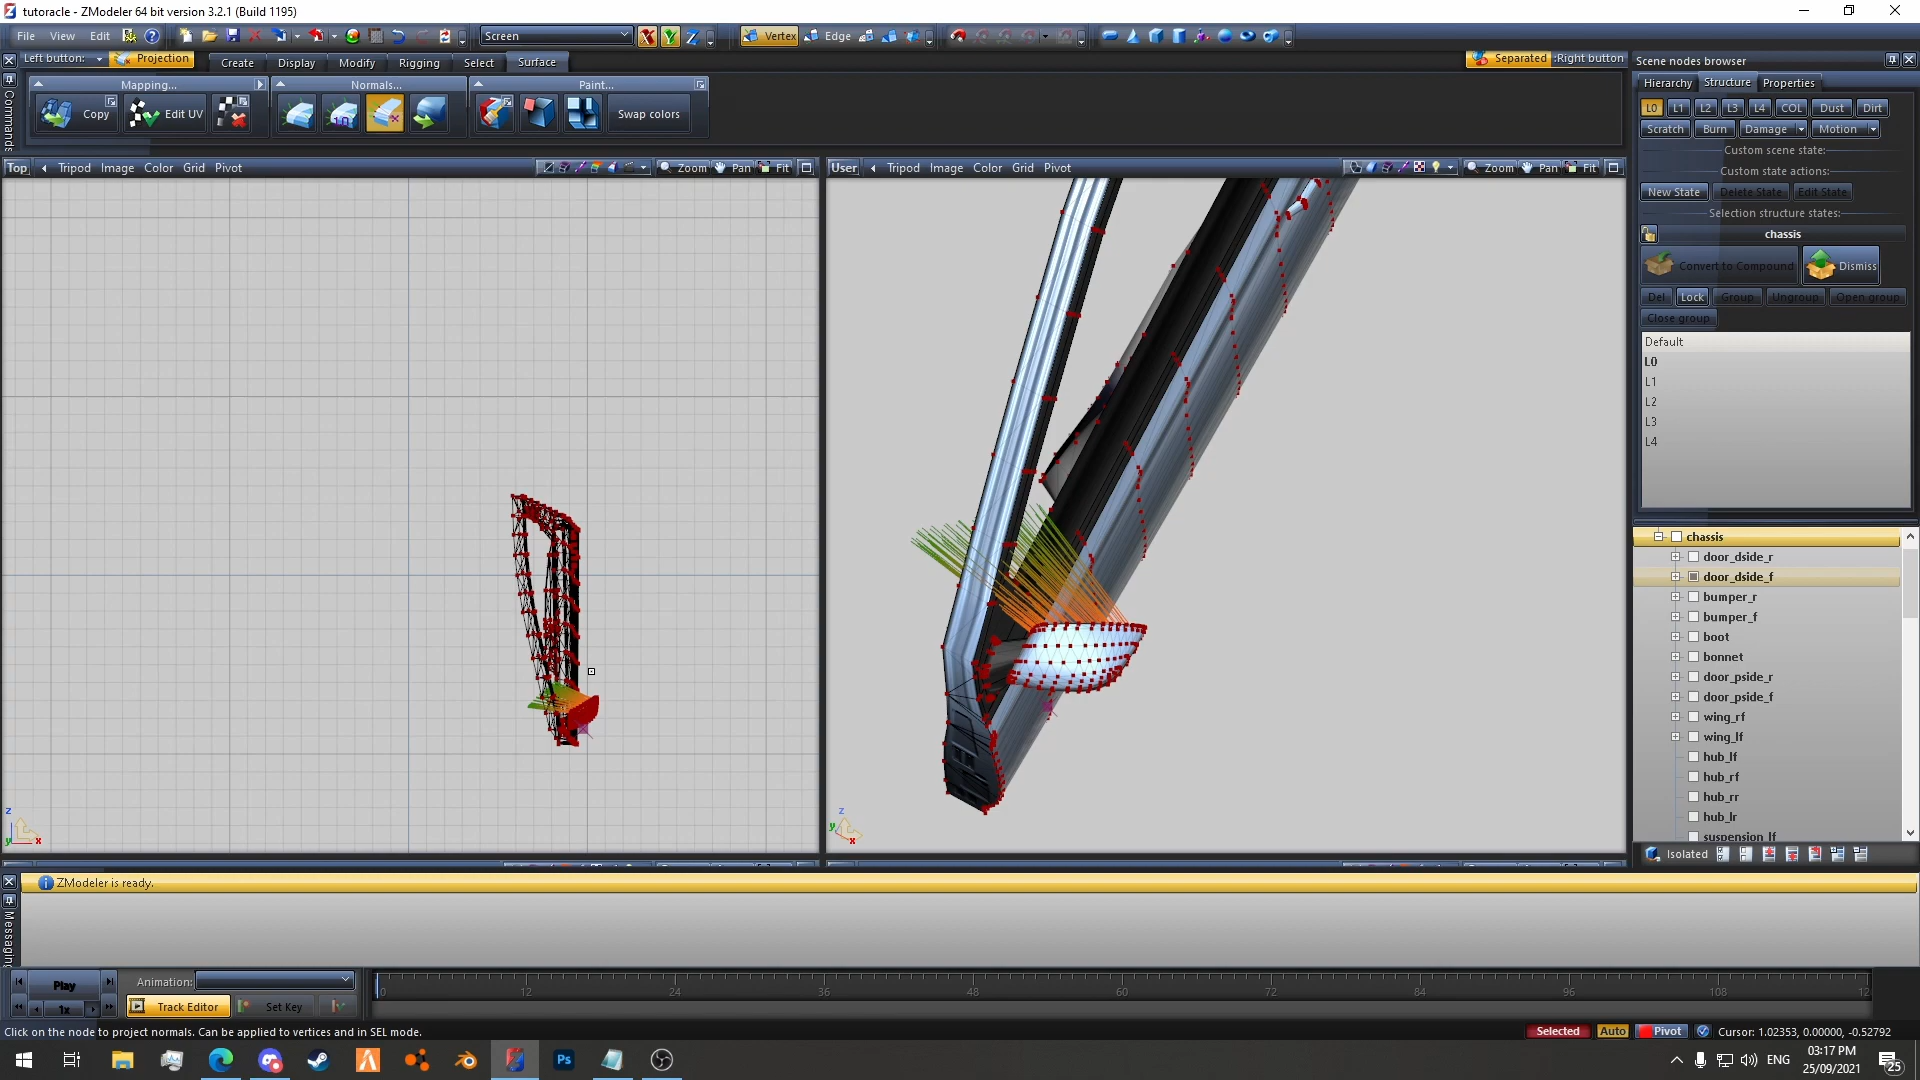 tutoracle - ZModeler 64 bit version 3.2.1 (Build 1195)
File View Edit Screen Vertex Edge
Left button: Projection Create Display Modify Rigging Select Surface Separated :Right button
Mapping... Normals... Paint...
Copy Edit UV Swap colors
Commands
Top Tripod Image Color Grid Pivot Zoom Pan Fit
User Tripod Image Color Grid Pivot Zoom Pan Fit
z
y x
z
y x
Scene nodes browser
Hierarchy Structure Properties
L0 L1 L2 L3 L4 COL Dust Dirt
Scratch Burn Damage Motion
Custom scene state:
Custom state actions:
New State Delete State Edit State
Selection structure states:
chassis
Convert to Compound Dismiss
Del Lock Group Ungroup Open group
Close group
Default
L0
L1
L2
L3
L4
chassis
door_dside_r
door_dside_f
bumper_r
bumper_f
boot
bonnet
door_pside_r
door_pside_f
wing_rf
wing_lf
hub_lf
hub_rf
hub_rr
hub_lr
suspension_lf
Isolated
ZModeler is ready.
Messaging
Play Animation:
1x Track Editor Set Key
0 12 24 36 48 60 72 84 96 108 12
Click on the node to project normals. Can be applied to vertices and in SEL mode.
Selected Auto Pivot Cursor: 1.02353, 0.00000, -0.52792
Ps
ENG
03:17 PM
25/09/2021
25